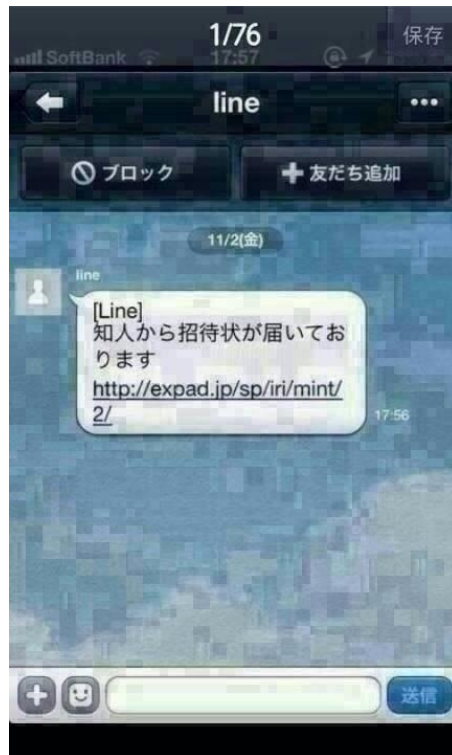 1/76
保存
SoftBank
17:57
line
ブロック
友だち追加
11/2(金)
line
[Line]
知人から招待状が届いてお
ります
http://expad.jp/sp/iri/mint/
2/
17:56
送信